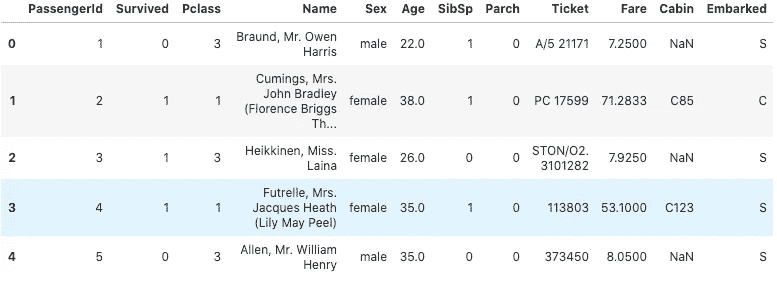 PassengerId Survived Pclass Name Sex Age SibSp Parch Ticket Fare Cabin Embarked
0 1 0 3 Braund, Mr. Owen Harris male 22.0 1 0 A/5 21171 7.2500 NaN S
1 2 1 1 Cumings, Mrs. John Bradley (Florence Briggs Th... female 38.0 1 0 PC 17599 71.2833 C85 C
2 3 1 3 Heikkinen, Miss. Laina female 26.0 0 0 STON/O2. 3101282 7.9250 NaN S
3 4 1 1 Futrelle, Mrs. Jacques Heath (Lily May Peel) female 35.0 1 0 113803 53.1000 C123 S
4 5 0 3 Allen, Mr. William Henry male 35.0 0 0 373450 8.0500 NaN S